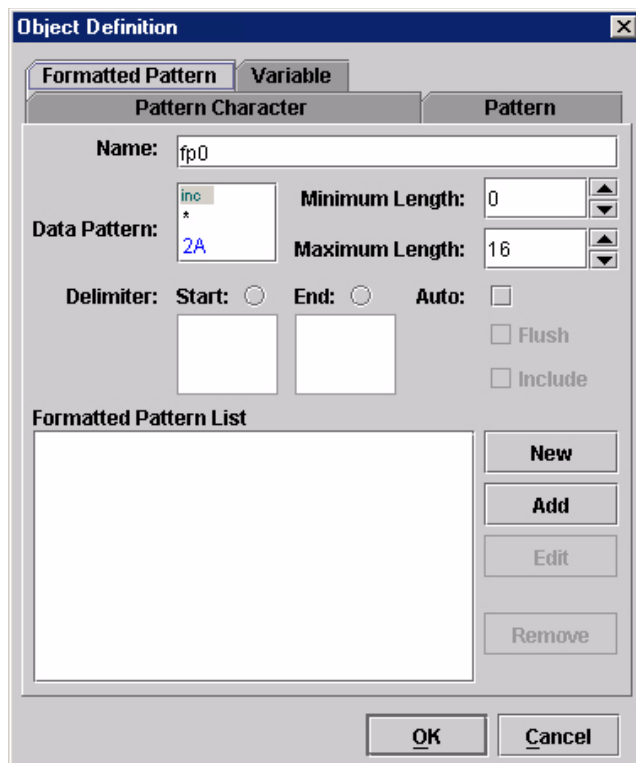 Object Definition
Formatted Pattern Variable
Pattern Character Pattern
Name: fp0
inc
*
2A
Data Pattern:
Minimum Length: 0
Maximum Length: 16
Delimiter: Start: End: Auto:
Flush
Include
Formatted Pattern List
New
Add
Edit
Remove
OK Cancel